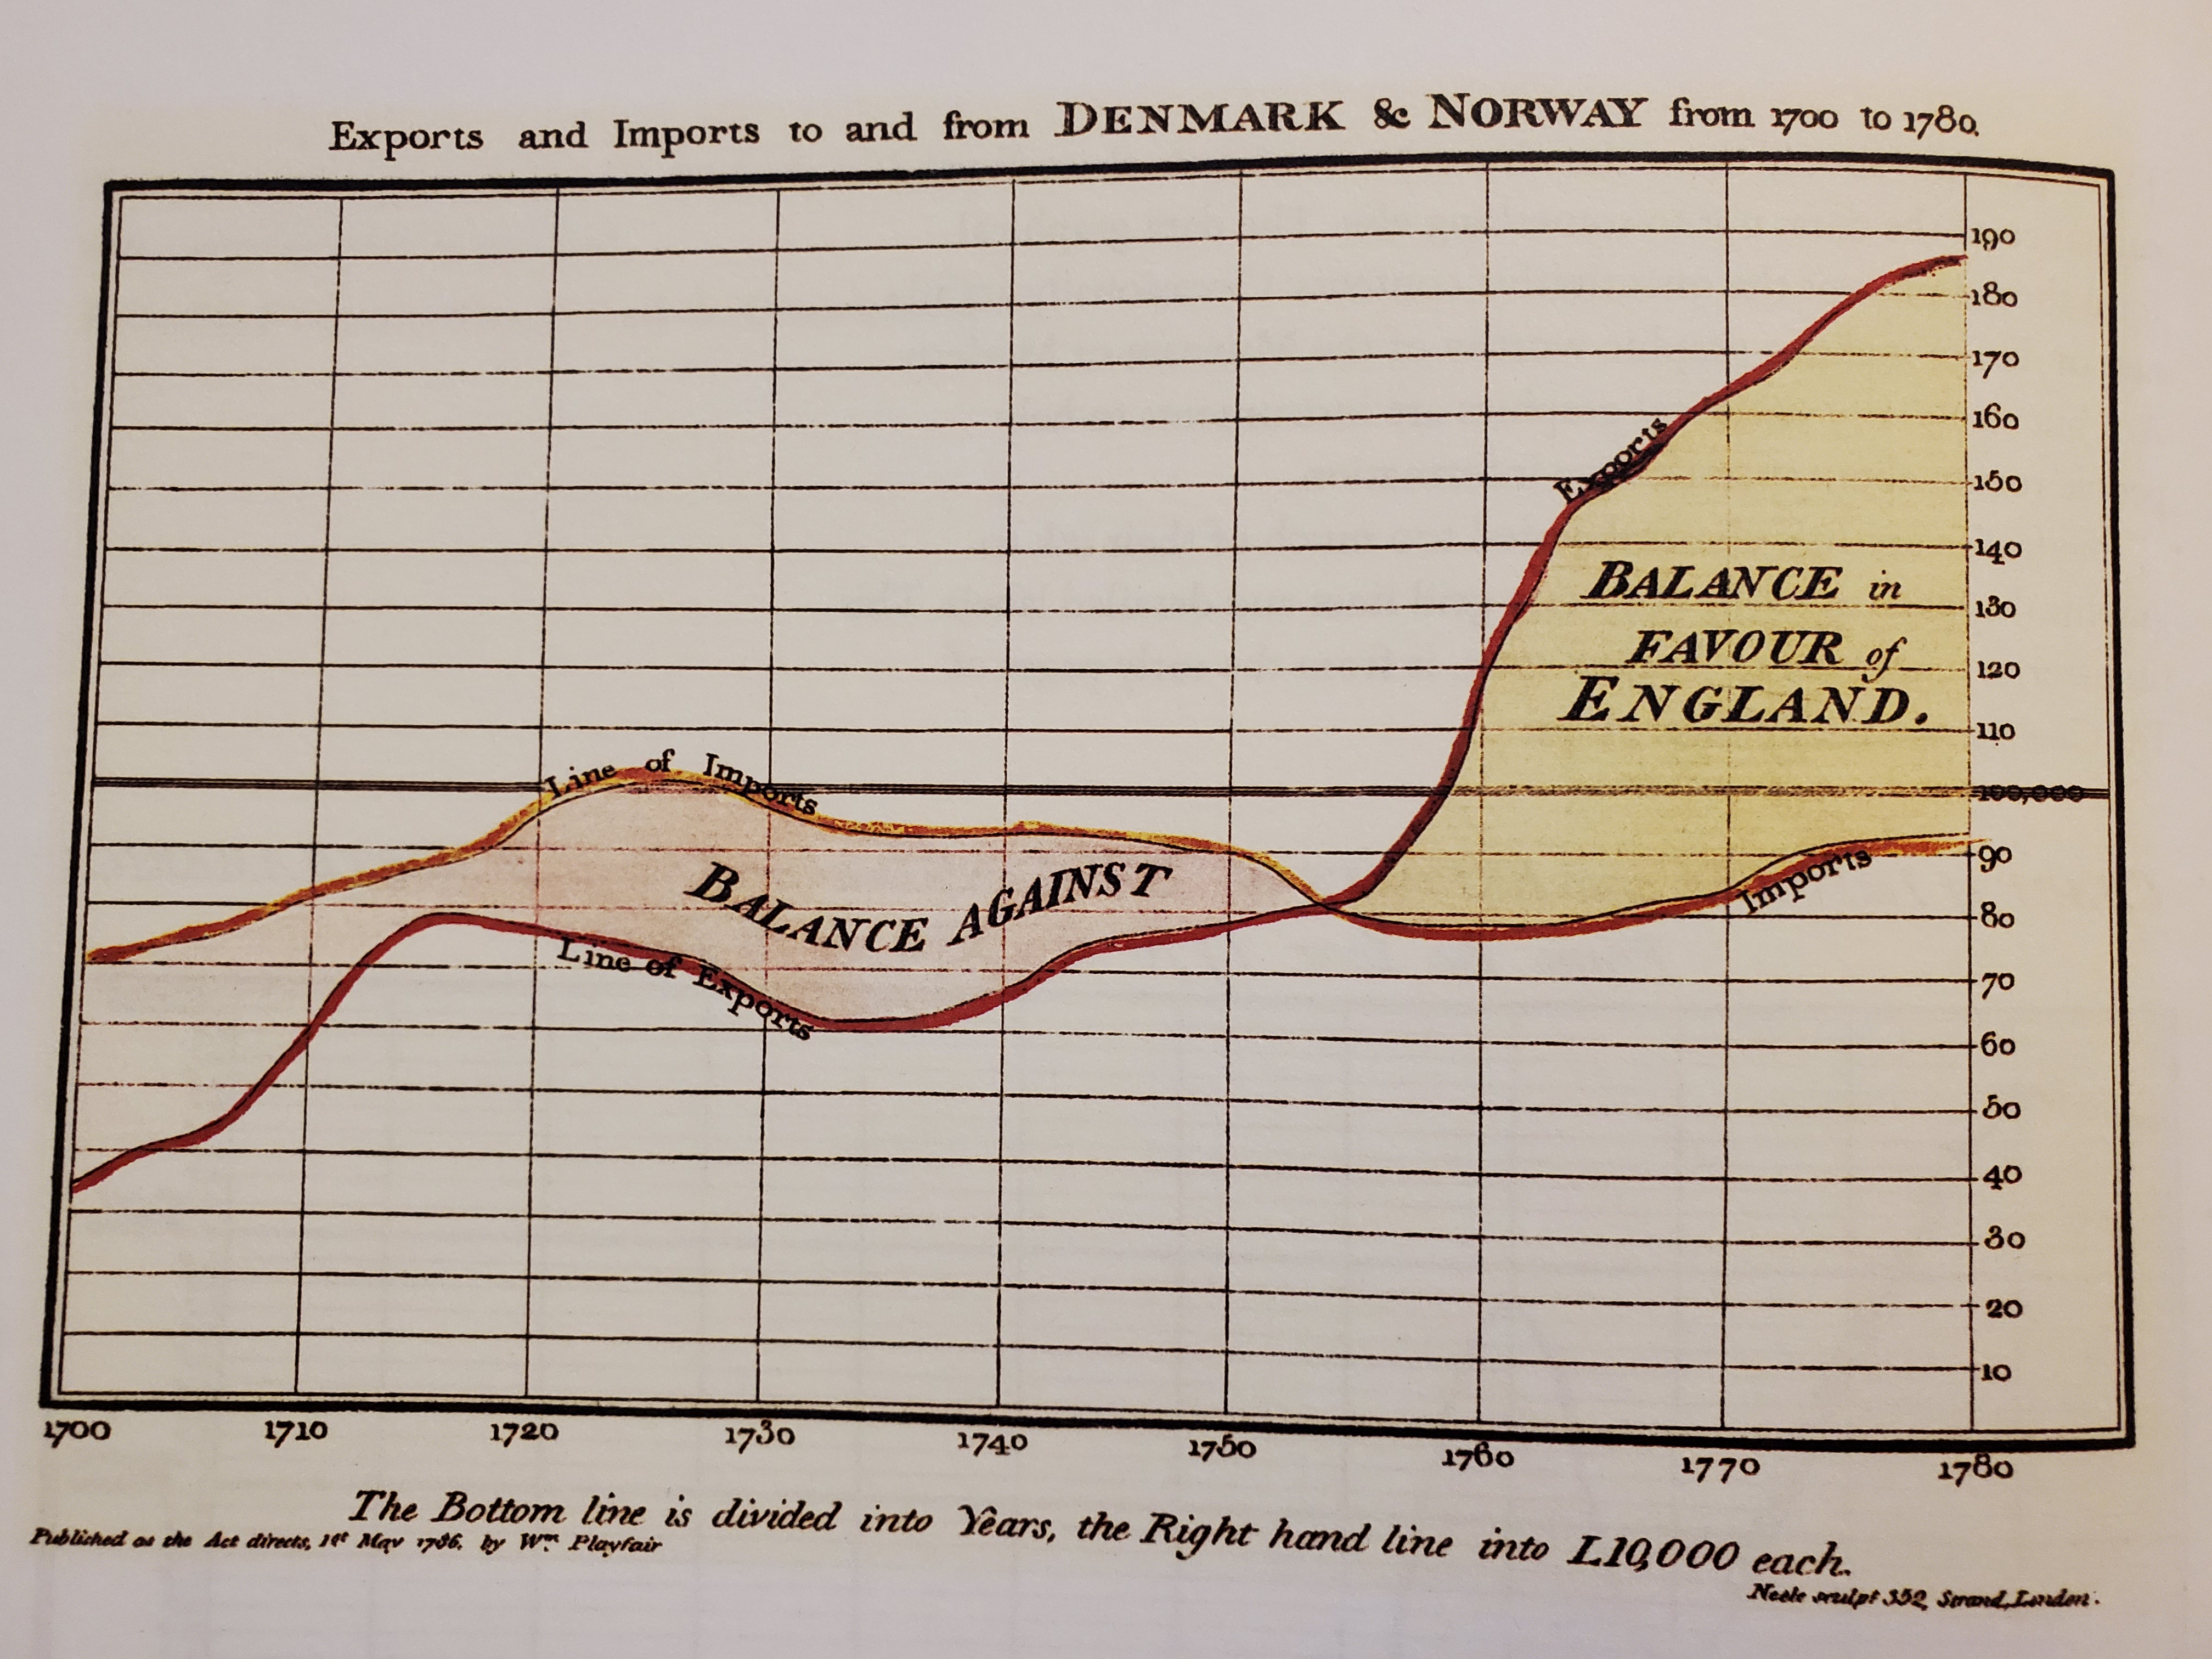 Exports and Imports to and from DENMARK & NORWAY from 1700 to 1780.
190
180
170
Exports
160
150
140
BALANCE in
130
FAVOUR of
120
ENGLAND.
110
Line of Imports
100,000
BALANCE AGAINST
90
Imports
80
Line of Exports
70
60
50
40
30
20
10
1700 1710 1720 1730 1740 1750 1760 1770 1780
The Bottom line is divided into Years, the Right hand line into L10,000 each.
Published as the Act directs, 1st May 1786. by Wm. Playfair
Neele sculpt 352, Strand, London.